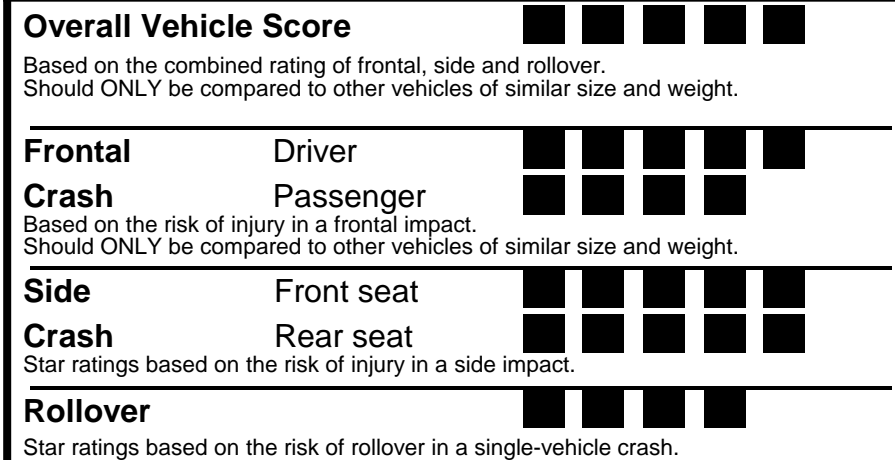 Overall Vehicle Score
Based on the combined rating of frontal, side and rollover.
Should ONLY be compared to other vehicles of similar size and weight.
Frontal Driver
Crash Passenger
Based on the risk of injury in a frontal impact.
Should ONLY be compared to other vehicles of similar size and weight.
Side Front seat
Crash Rear seat
Star ratings based on the risk of injury in a side impact.
Rollover
Star ratings based on the risk of rollover in a single-vehicle crash.